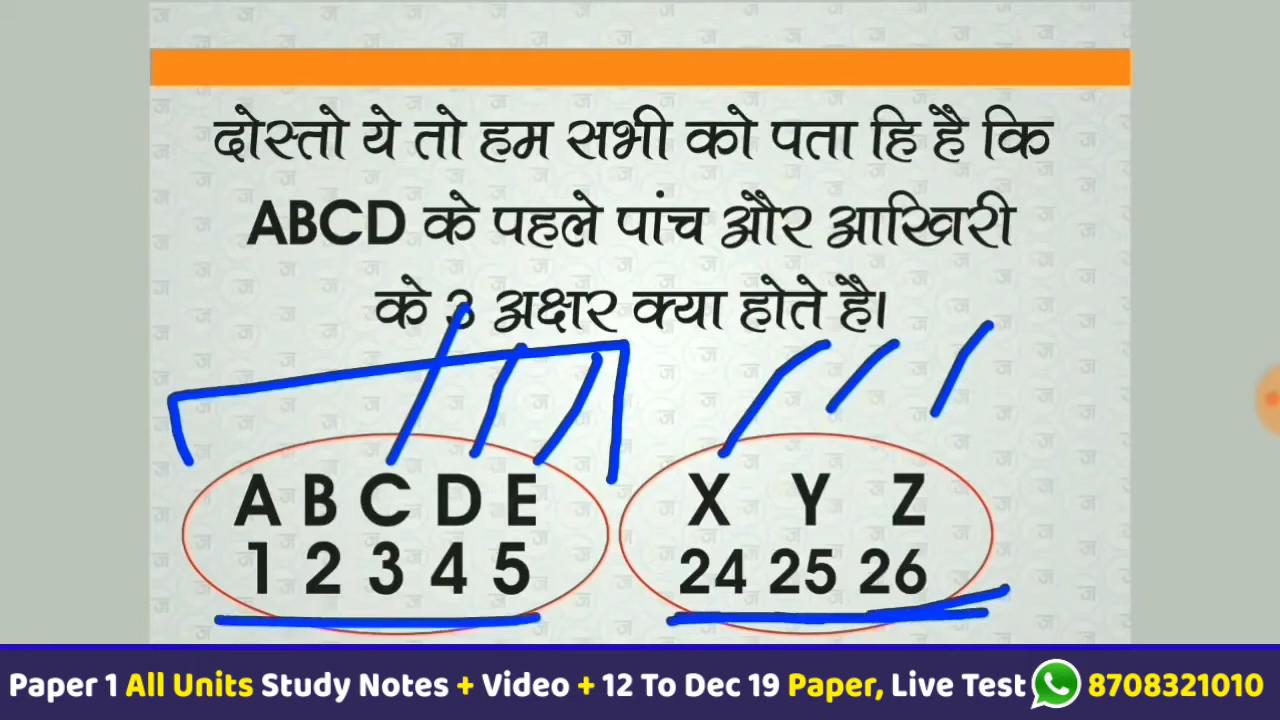 दोस्तो ये तो हम सभी को पता हि है कि
ABCD के पहले पांच और आखिरी
के 3 अक्षर क्या होते है।
A B C D E
1 2 3 4 5
X Y Z
24 25 26
Paper 1 All Units Study Notes + Video + 12 To Dec 19 Paper, Live Test 8708321010